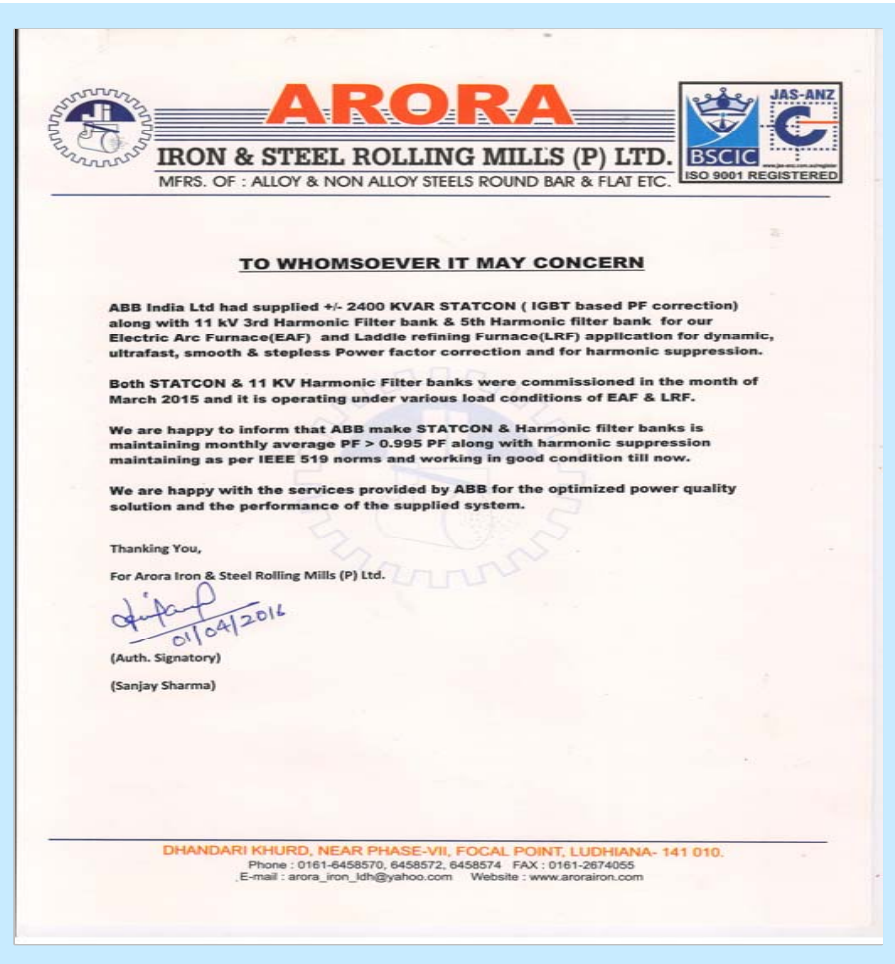 Ji
ARORA
IRON & STEEL ROLLING MILLS (P) LTD.
MFRS. OF : ALLOY & NON ALLOY STEELS ROUND BAR & FLAT ETC.
JAS-ANZ
BSCIC
ISO 9001 REGISTERED
TO WHOMSOEVER IT MAY CONCERN
ABB India Ltd had supplied +/- 2400 KVAR STATCON ( IGBT based PF correction)
along with 11 kV 3rd Harmonic Filter bank & 5th Harmonic filter bank for our
Electric Arc Furnace(EAF) and Laddle refining Furnace(LRF) application for dynamic,
ultrafast, smooth & stepless Power factor correction and for harmonic suppression.
Both STATCON & 11 KV Harmonic Filter banks were commissioned in the month of
March 2015 and it is operating under various load conditions of EAF & LRF.
We are happy to inform that ABB make STATCON & Harmonic filter banks is
maintaining monthly average PF > 0.995 PF along with harmonic suppression
maintaining as per IEEE 519 norms and working in good condition till now.
We are happy with the services provided by ABB for the optimized power quality
solution and the performance of the supplied system.
Thanking You,
For Arora Iron & Steel Rolling Mills (P) Ltd.
01/04/2016
(Auth. Signatory)
(Sanjay Sharma)
DHANDARI KHURD, NEAR PHASE-VII, FOCAL POINT, LUDHIANA- 141 010.
Phone : 0161-6458570, 6458572, 6458574 FAX : 0161-2674055
E-mail : arora_iron_ldh@yahoo.com Website : www.arorairon.com